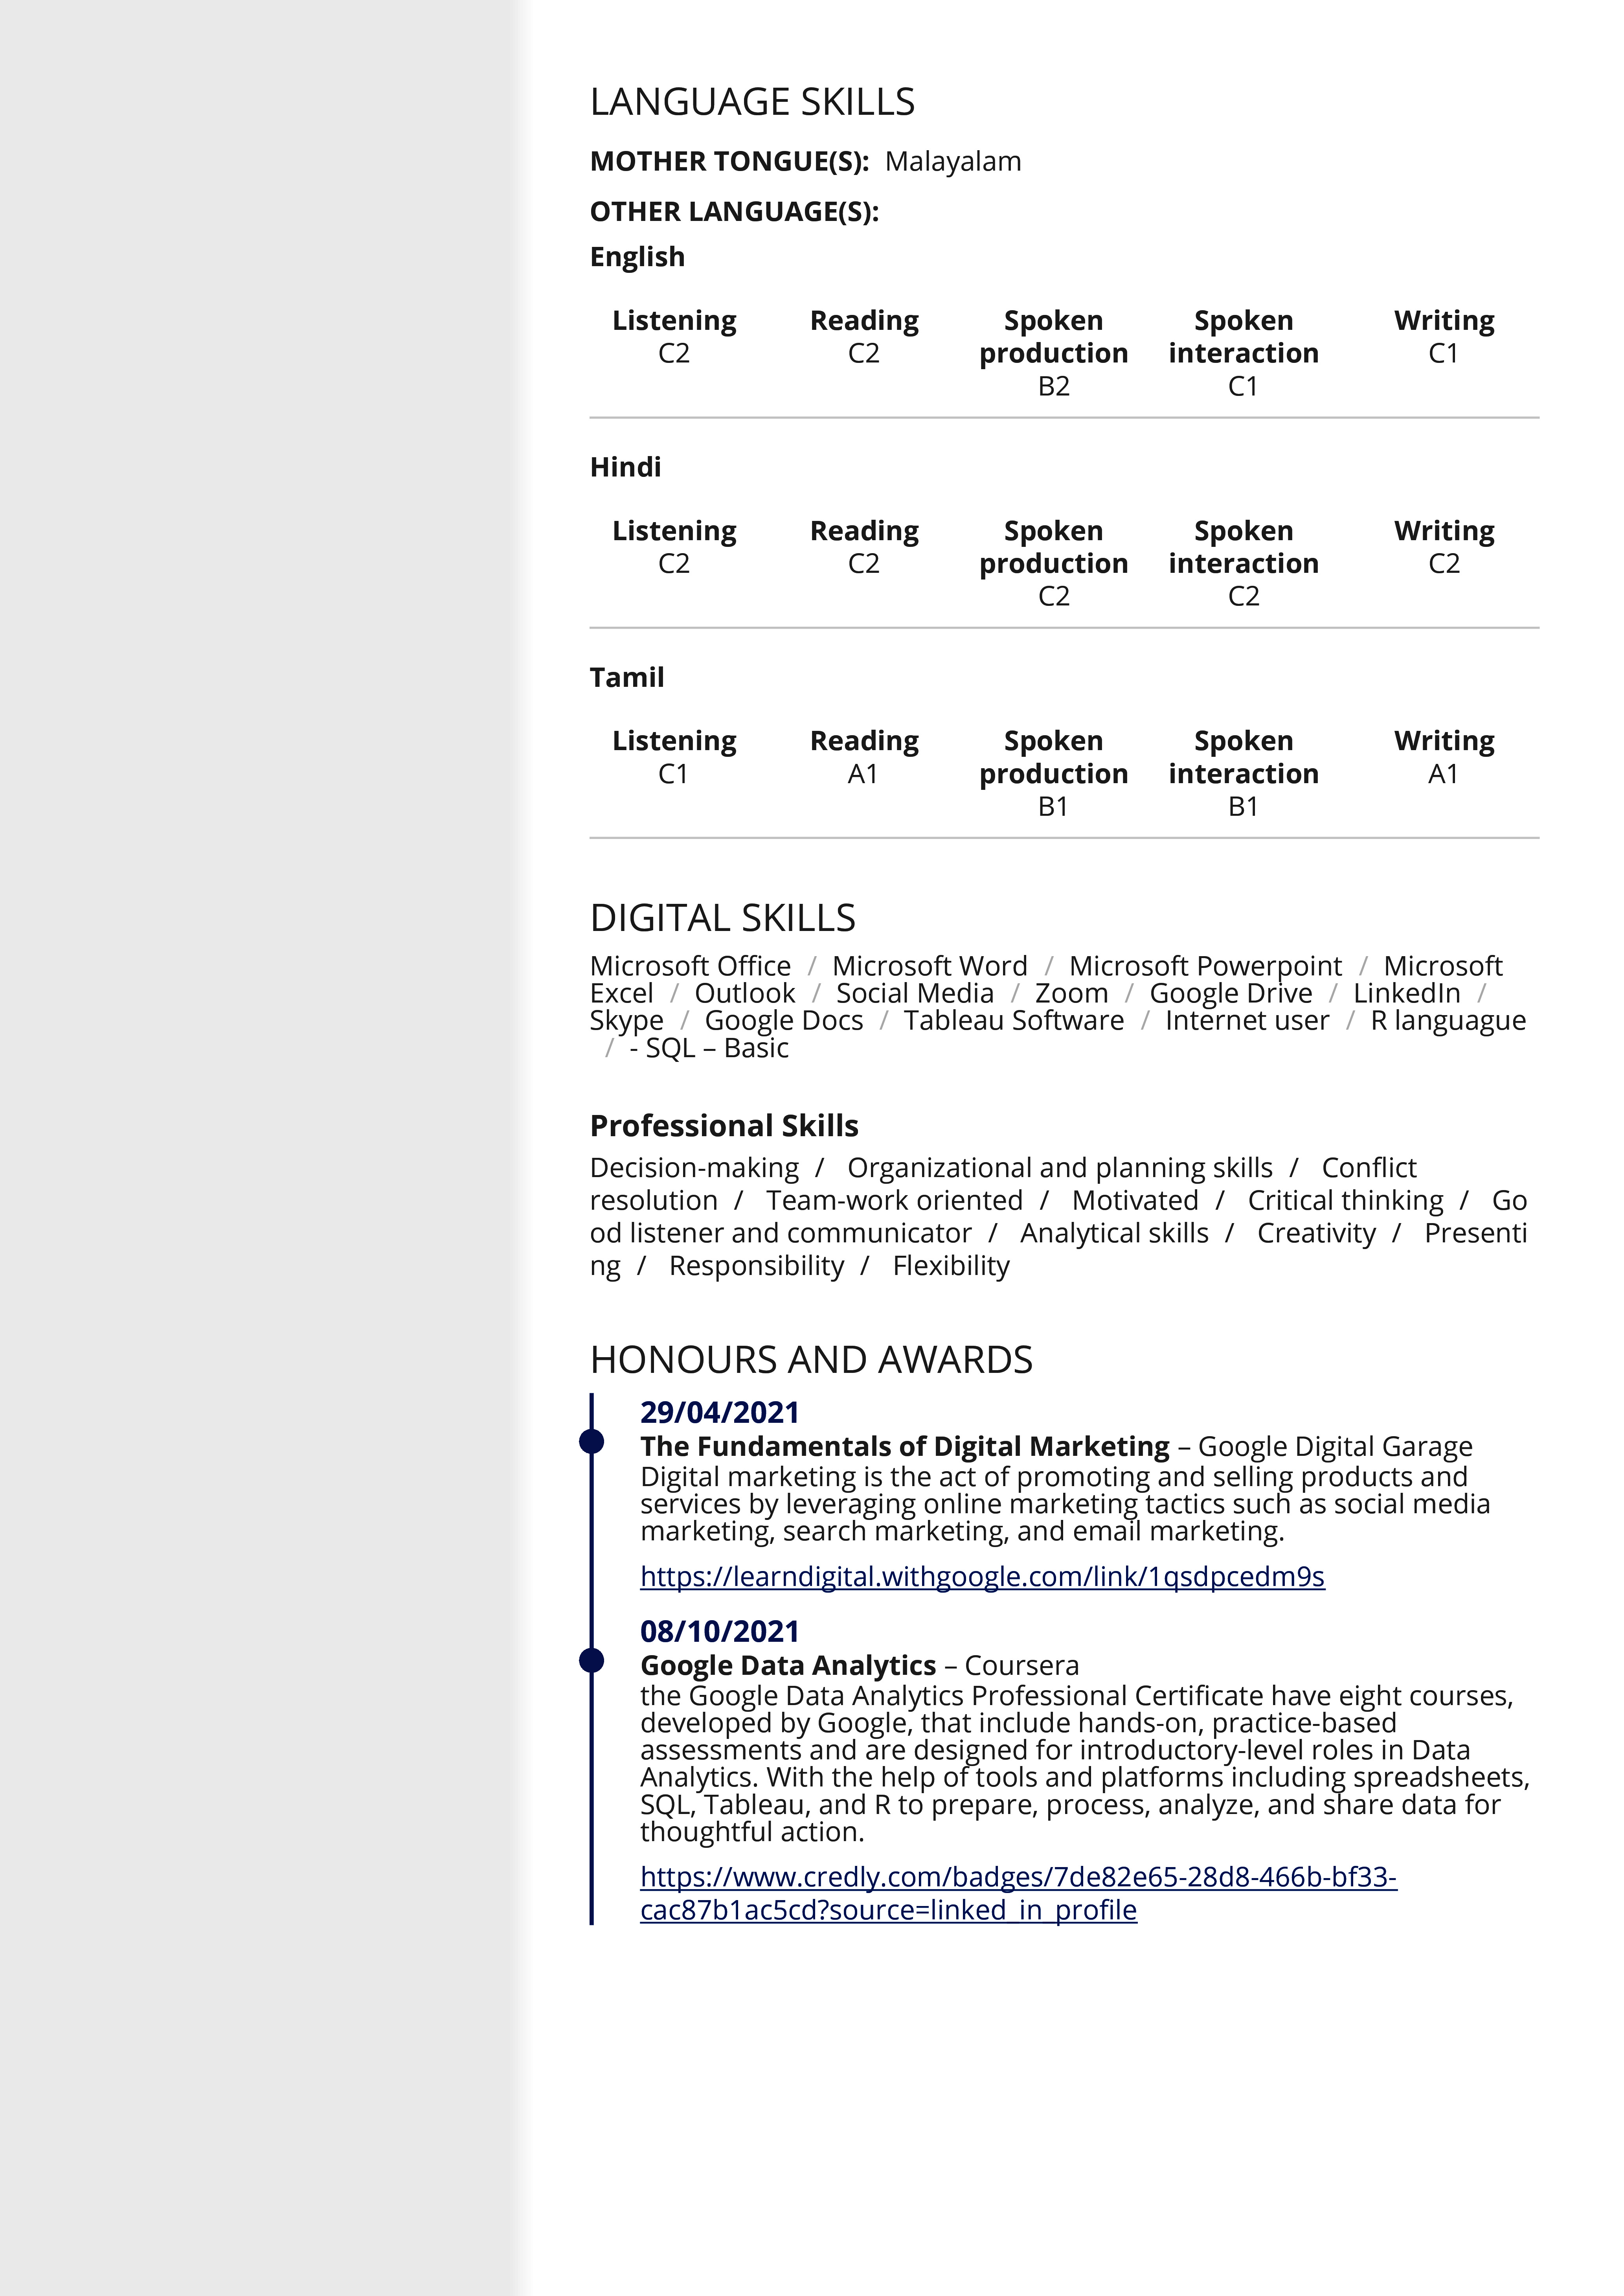 LANGUAGE SKILLS
MOTHER TONGUE(S): Malayalam
OTHER LANGUAGE(S):
English
Listening Reading Spoken Spoken Writing
C2 C2 production interaction C1
B2 C1
Hindi
Listening Reading Spoken Spoken Writing
C2 C2 production interaction C2
C2 C2
Tamil
Listening Reading Spoken Spoken Writing
C1 A1 production interaction A1
B1 B1
DIGITAL SKILLS
Microsoft Office / Microsoft Word / Microsoft Powerpoint / Microsoft
Excel / Outlook / Social Media / Zoom / Google Drive / LinkedIn /
Skype / Google Docs / Tableau Software / Internet user / R languague
/ - SQL – Basic
Professional Skills
Decision-making / Organizational and planning skills / Conflict
resolution / Team-work oriented / Motivated / Critical thinking / Go
od listener and communicator / Analytical skills / Creativity / Presenti
ng / Responsibility / Flexibility
HONOURS AND AWARDS
29/04/2021
The Fundamentals of Digital Marketing – Google Digital Garage
Digital marketing is the act of promoting and selling products and
services by leveraging online marketing tactics such as social media
marketing, search marketing, and email marketing.
https://learndigital.withgoogle.com/link/1qsdpcedm9s
08/10/2021
Google Data Analytics – Coursera
the Google Data Analytics Professional Certificate have eight courses,
developed by Google, that include hands-on, practice-based
assessments and are designed for introductory-level roles in Data
Analytics. With the help of tools and platforms including spreadsheets,
SQL, Tableau, and R to prepare, process, analyze, and share data for
thoughtful action.
https://www.credly.com/badges/7de82e65-28d8-466b-bf33-
cac87b1ac5cd?source=linked_in_profile